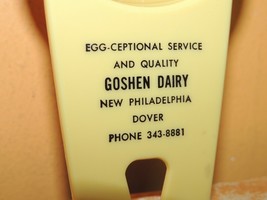 EGG-CEPTIONAL SERVICE
AND QUALITY
GOSHEN DAIRY
NEW PHILADELPHIA
DOVER
PHONE 343-8881